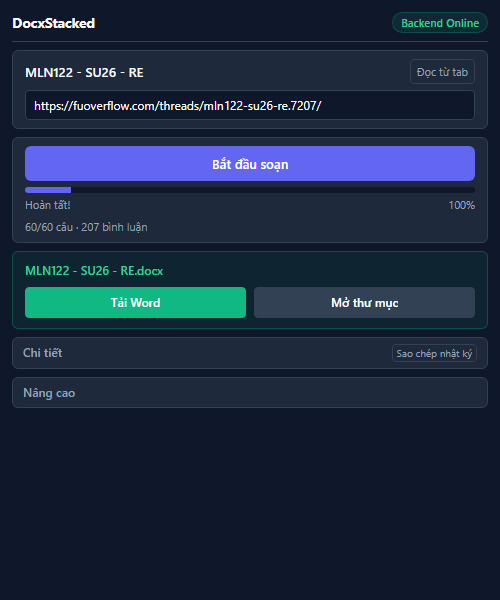 DocxStacked
Backend Online
MLN122 - SU26 - RE
Đọc từ tab
https://fuoverflow.com/threads/mln122-su26-re.7207/
Bắt đầu soạn
Hoàn tất!
100%
60/60 câu · 207 bình luận
MLN122 - SU26 - RE.docx
Tải Word
Mở thư mục
Chi tiết
Sao chép nhật ký
Nâng cao